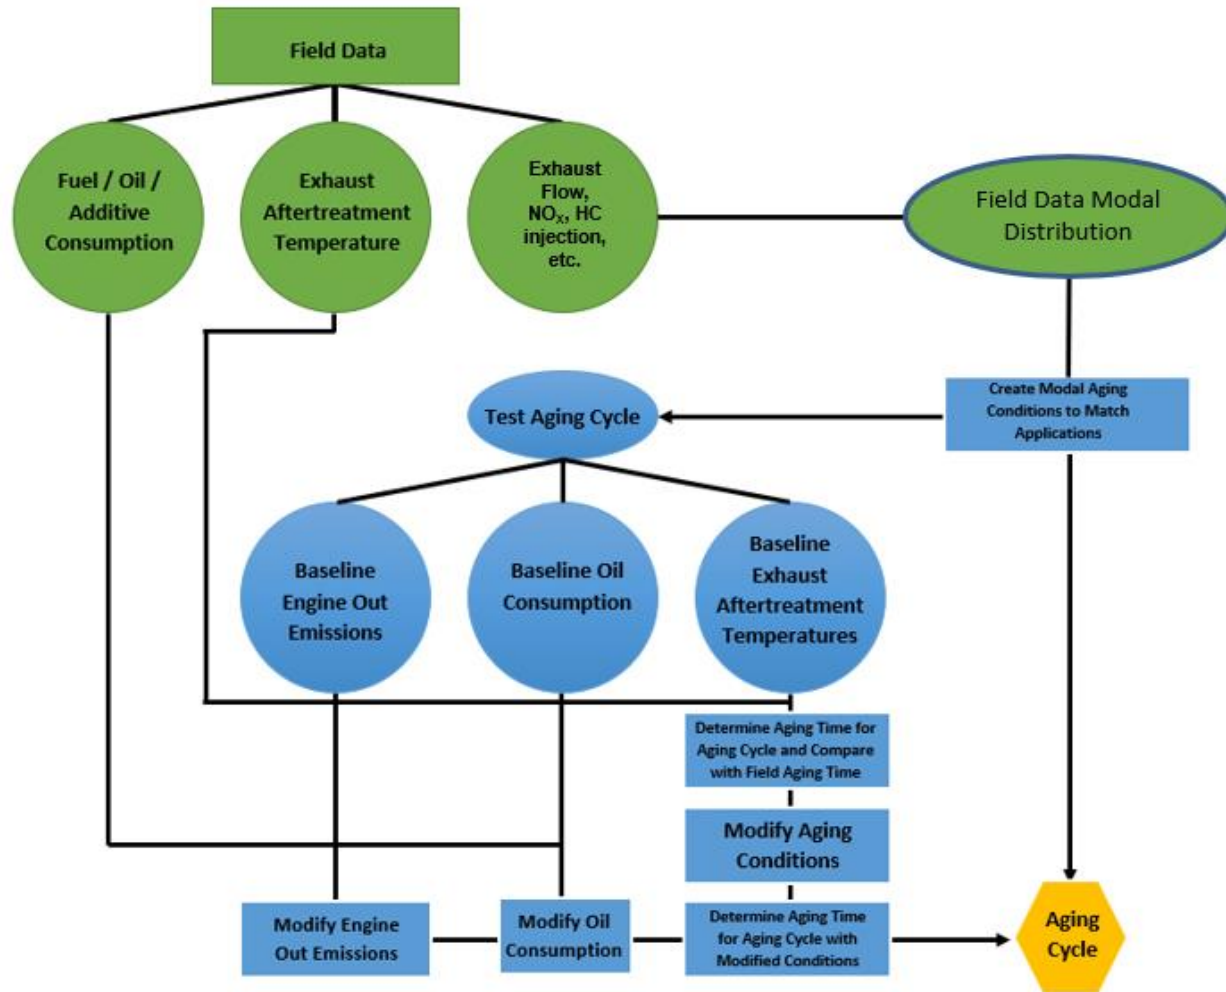 Field Data
Fuel / Oil /
Additive
Consumption
Exhaust
Aftertreatment
Temperature
Exhaust
Flow,
NOₓ, HC
injection,
etc.
Field Data Modal
Distribution
Create Modal Aging
Conditions to Match
Applications
Test Aging Cycle
Baseline
Engine Out
Emissions
Baseline Oil
Consumption
Baseline
Exhaust
Aftertreatment
Temperatures
Determine Aging Time for
Aging Cycle and Compare
with Field Aging Time
Modify Aging
Conditions
Modify Engine
Out Emissions
Modify Oil
Consumption
Determine Aging Time
for Aging Cycle with
Modified Conditions
Aging
Cycle